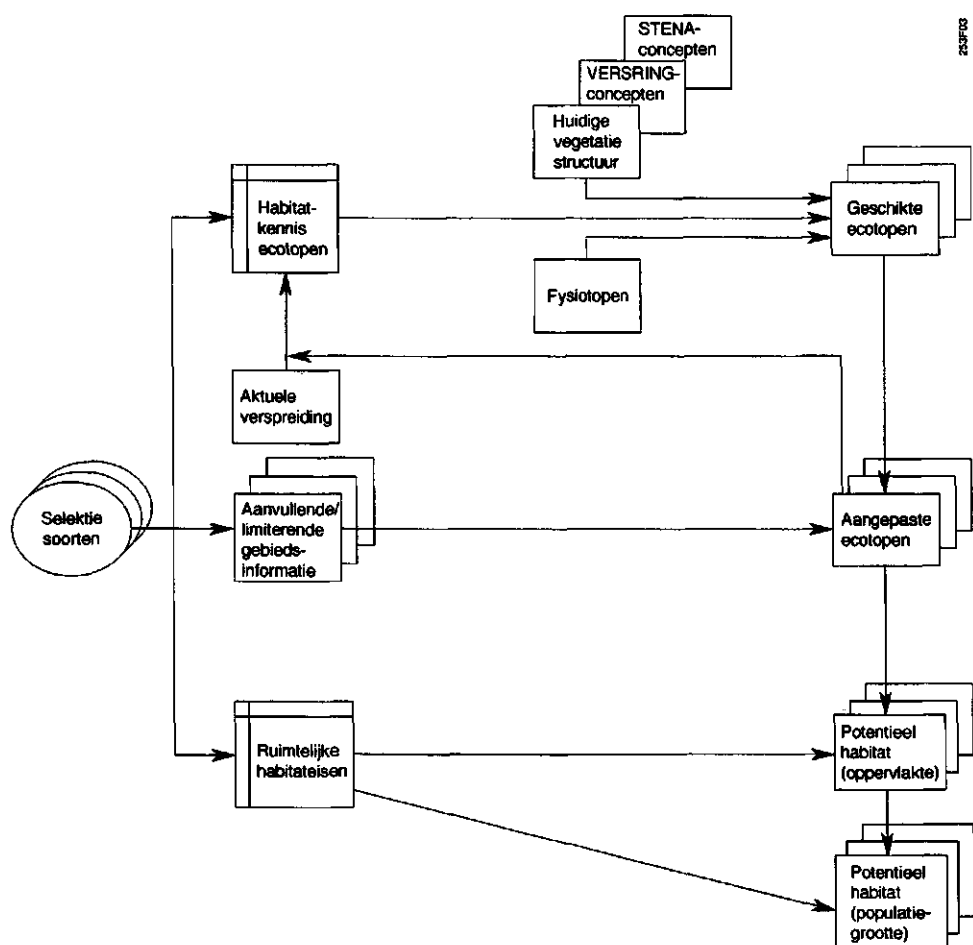 253F03
STENA-
concepten
VERSRING-
concepten
Huidige
vegetatie
structuur
Habitat-
kennis
ecotopen
Geschikte
ecotopen
Fysiotopen
Aktuele
verspreiding
Selektie
soorten
Aanvullende/
limiterende
gebieds-
informatie
Aangepaste
ecotopen
Ruimtelijke
habitateisen
Potentieel
habitat
(oppervlakte)
Potentieel
habitat
(populatie-
grootte)